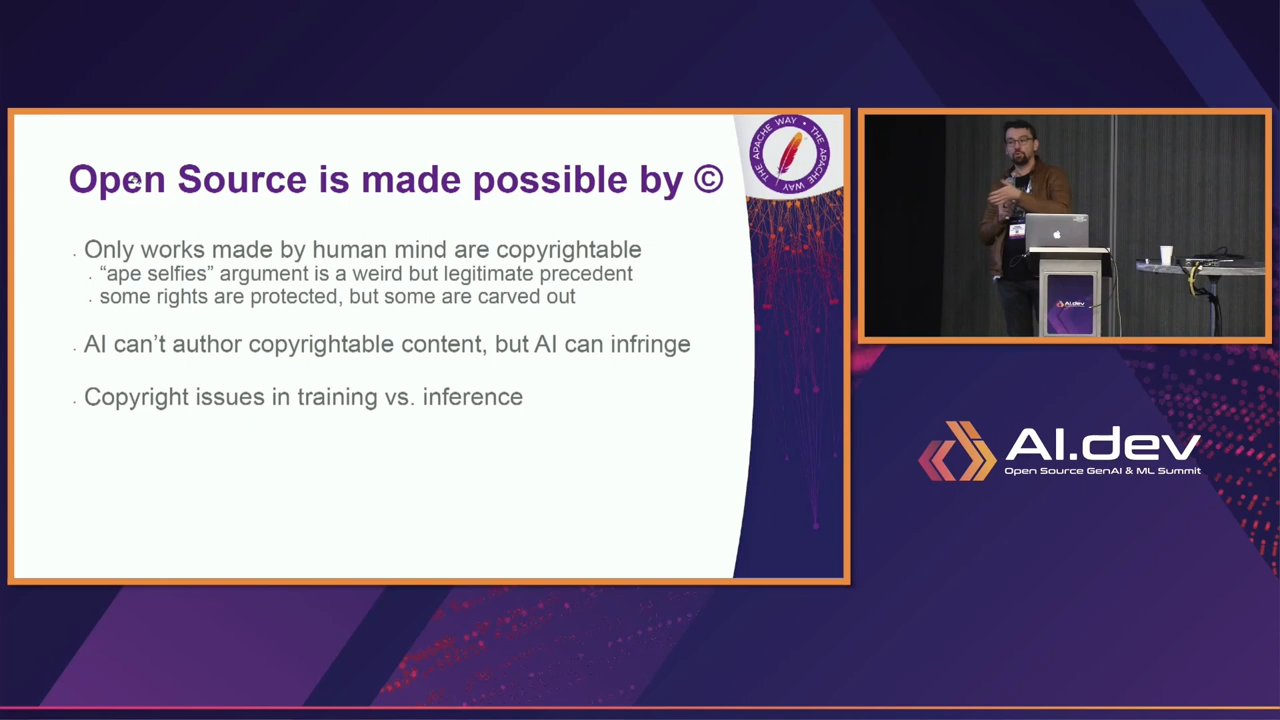 Open Source is made possible by ©
THE APACHE WAY • THE APACHE WAY •
· Only works made by human mind are copyrightable
· “ape selfies” argument is a weird but legitimate precedent
· some rights are protected, but some are carved out
· AI can’t author copyrightable content, but AI can infringe
· Copyright issues in training vs. inference
AI.dev
AI.dev
Open Source GenAI & ML Summit